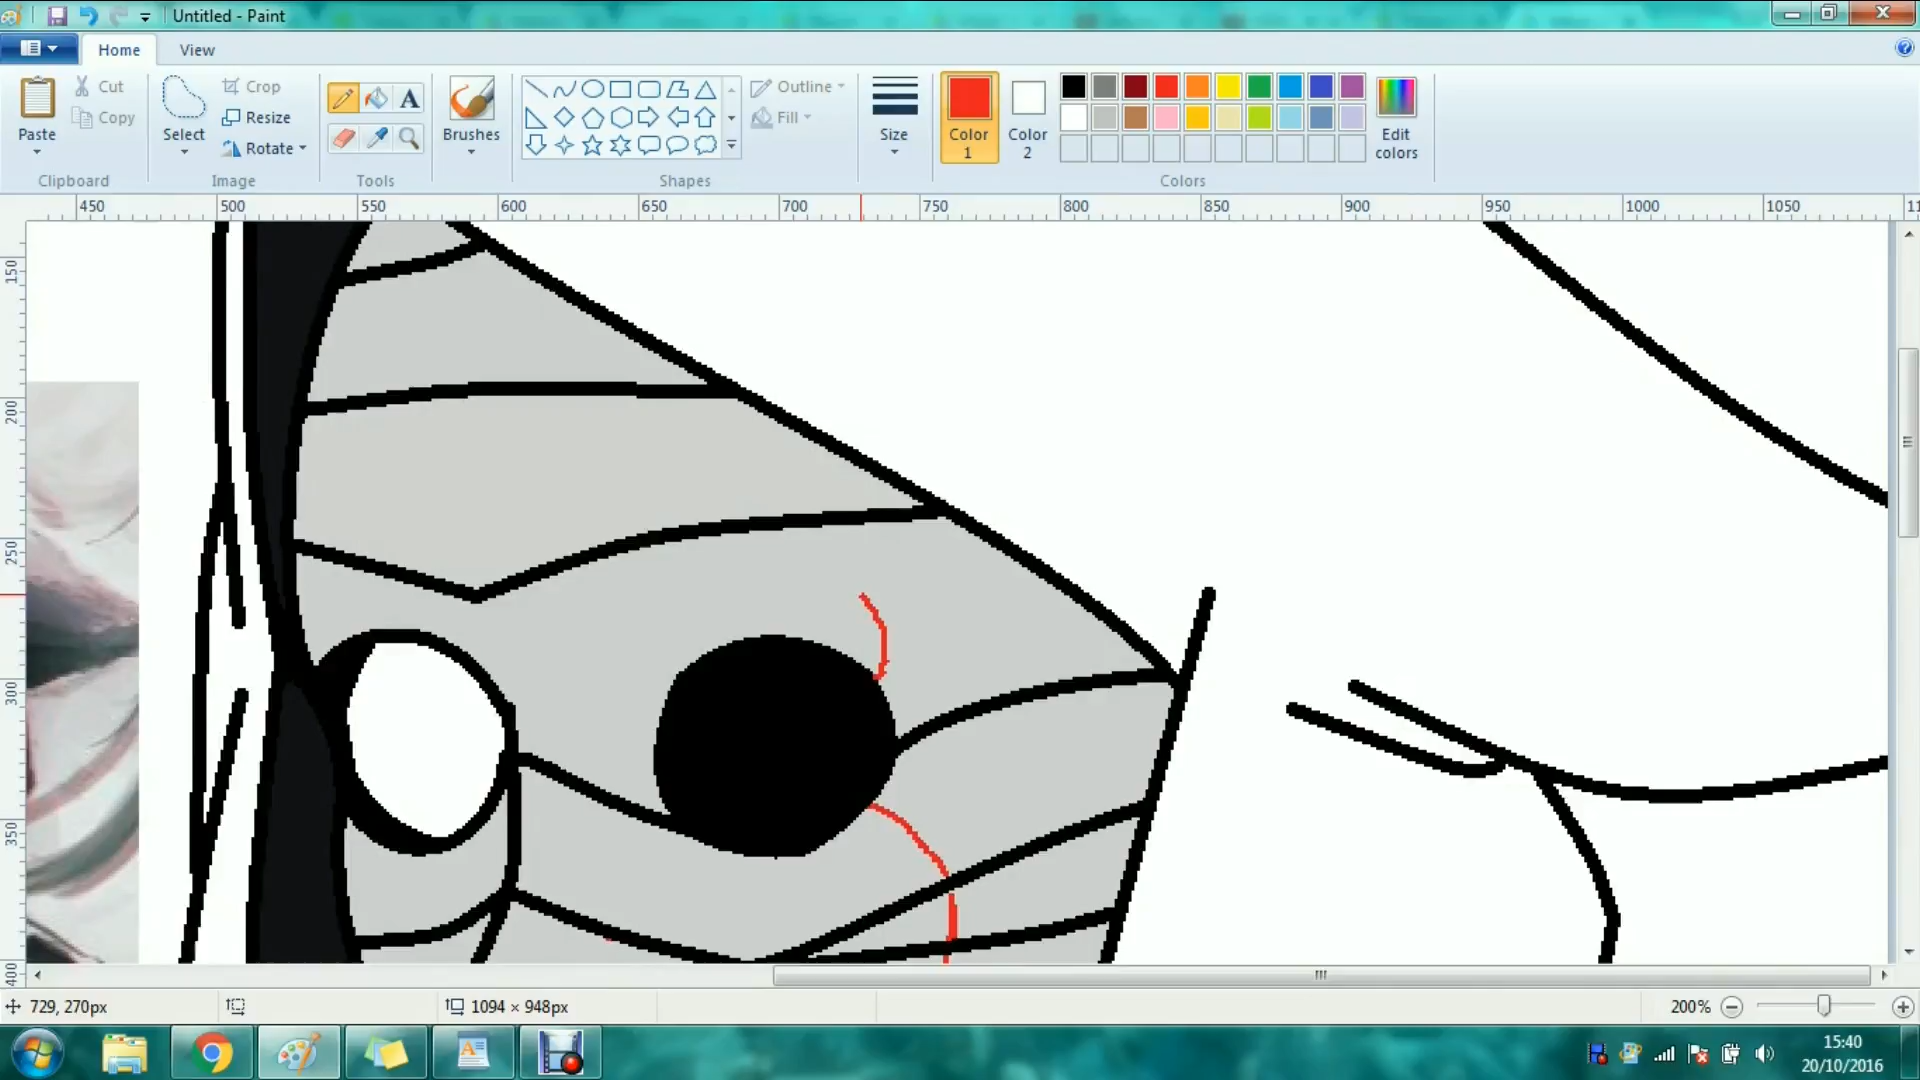 Untitled - Paint
Home View
Paste
Cut
Copy
Clipboard
Select
Crop
Resize
Rotate
Image
A
Tools
Brushes
Outline
Fill
Shapes
Size
Color 1
Color 2
Edit colors
Colors
450 500 550 600 650 700 750 800 850 900 950 1000 1050
150
200
250
300
350
400
729, 270px
1094 × 948px
200%
15:40
20/10/2016